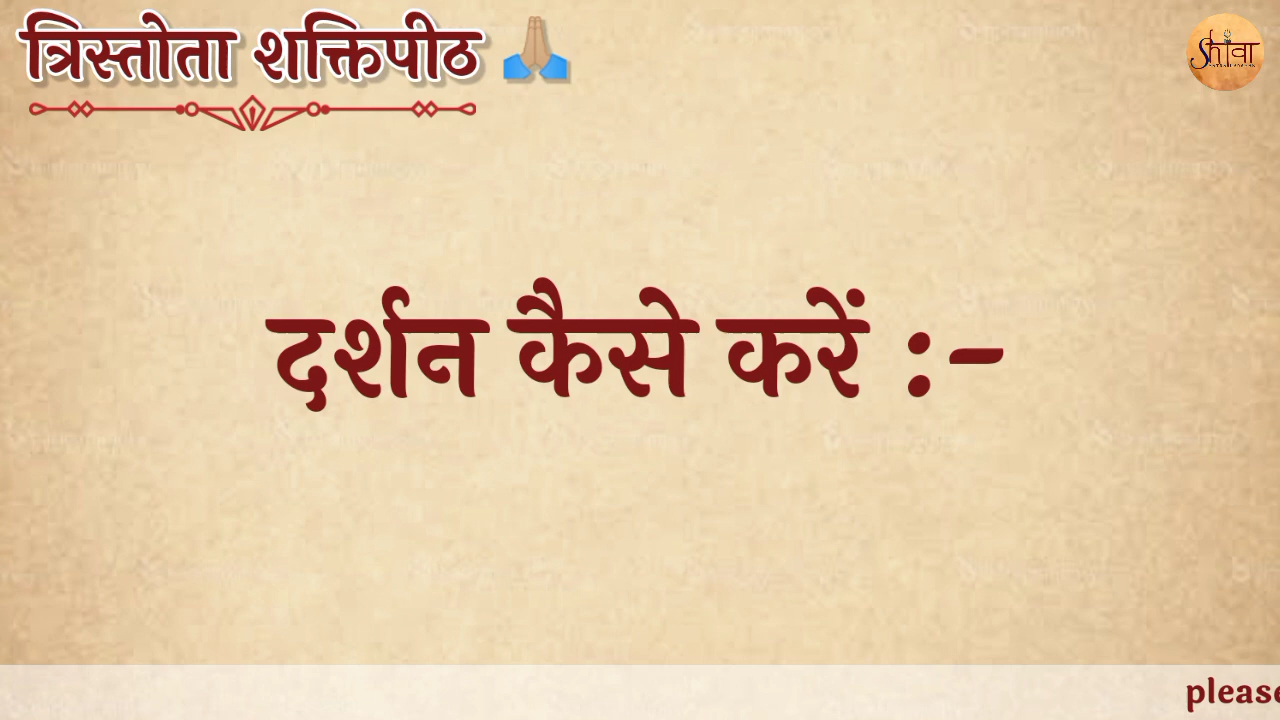 त्रिस्तोता शक्तिपीठ
दर्शन कैसे करें :-
please